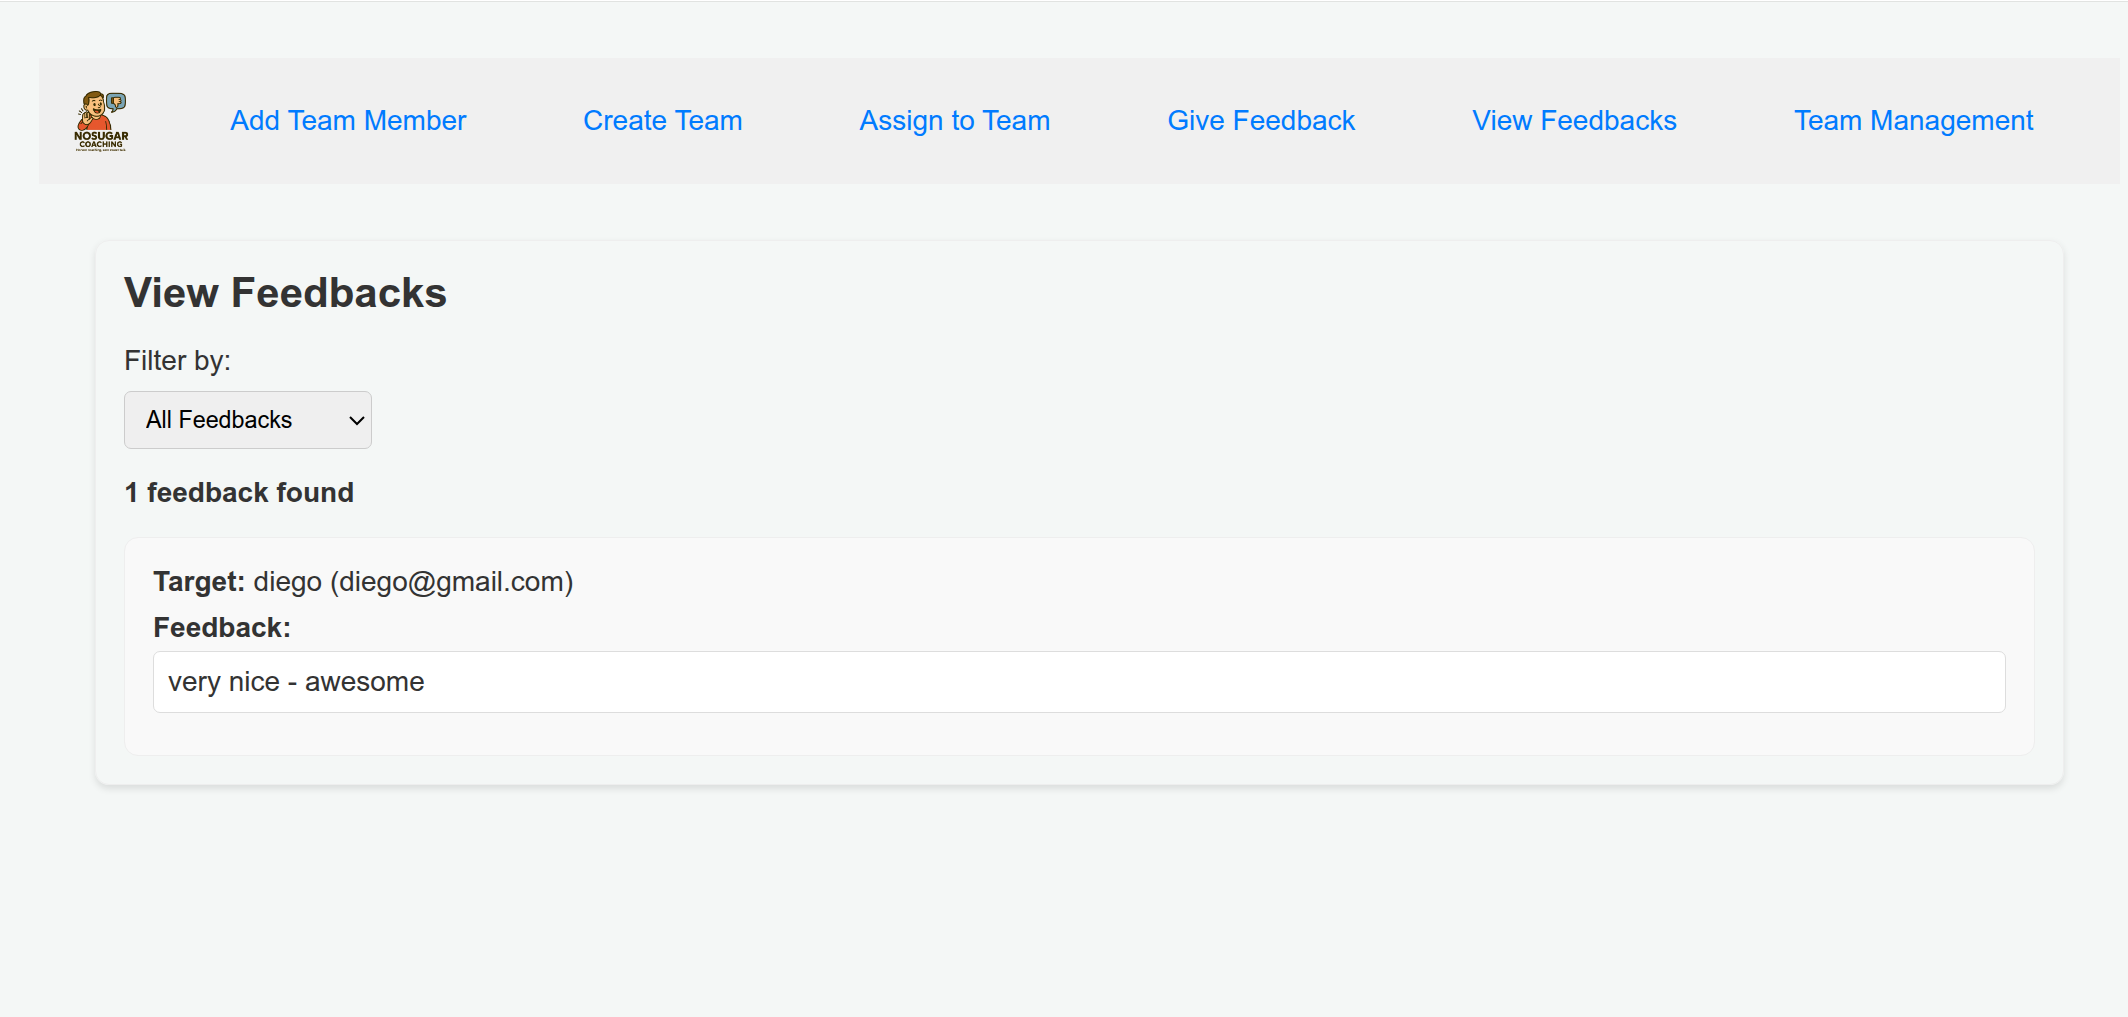 NOSUGAR
COACHING
Add Team Member
Create Team
Assign to Team
Give Feedback
View Feedbacks
Team Management
View Feedbacks
Filter by:
All Feedbacks
1 feedback found
Target: diego (diego@gmail.com)
Feedback:
very nice - awesome